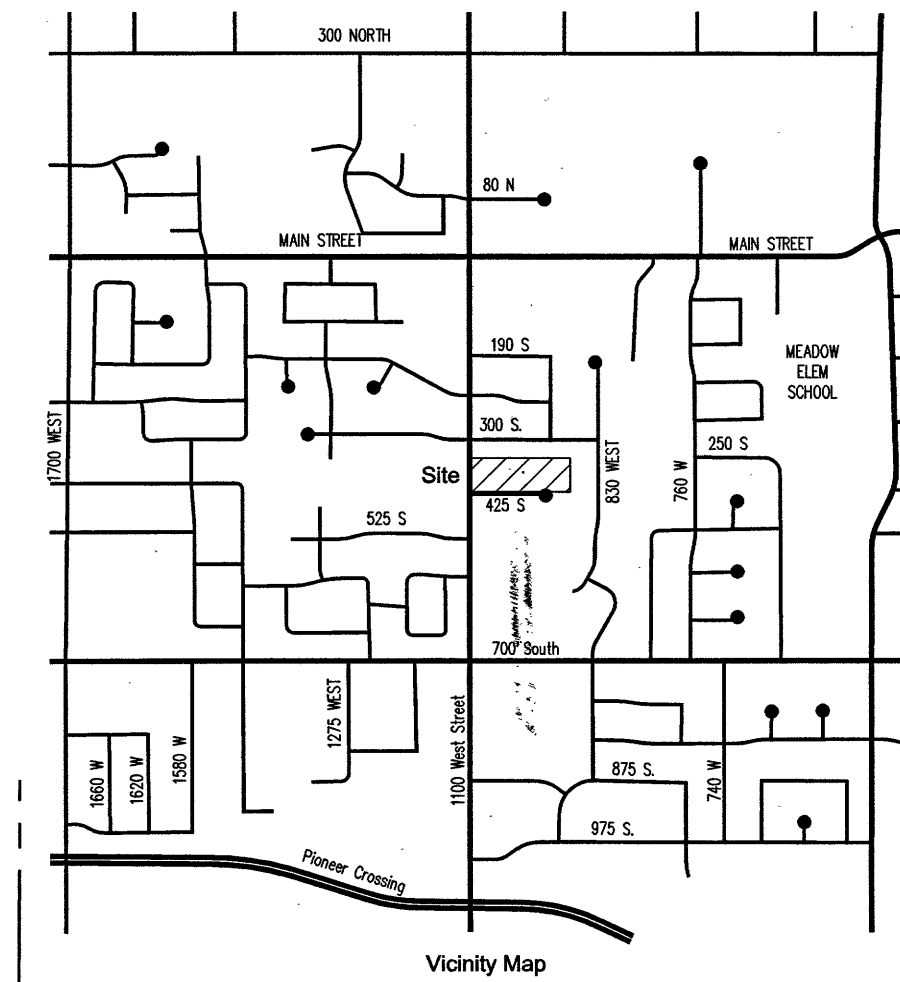 300 NORTH
80 N
MAIN STREET
MAIN STREET
190 S
MEADOW
ELEM
SCHOOL
300 S.
1700 WEST
830 WEST
760 W
250 S
Site
425 S
525 S
700 South
1275 WEST
1100 West Street
1660 W
1620 W
1580 W
740 W
875 S.
975 S.
Pioneer Crossing
Vicinity Map